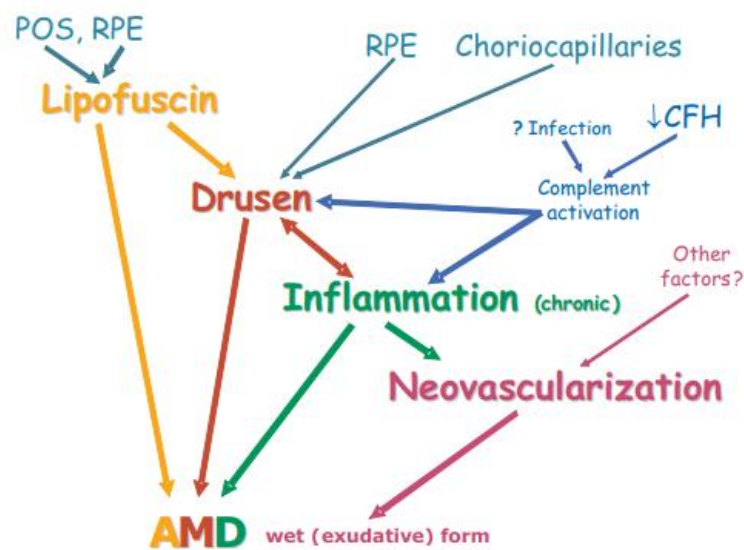 POS, RPE
RPE
Choriocapillaries
Lipofuscin
? Infection
↓CFH
Drusen
Complement
activation
Other
factors?
Inflammation (chronic)
Neovascularization
AMD wet (exudative) form